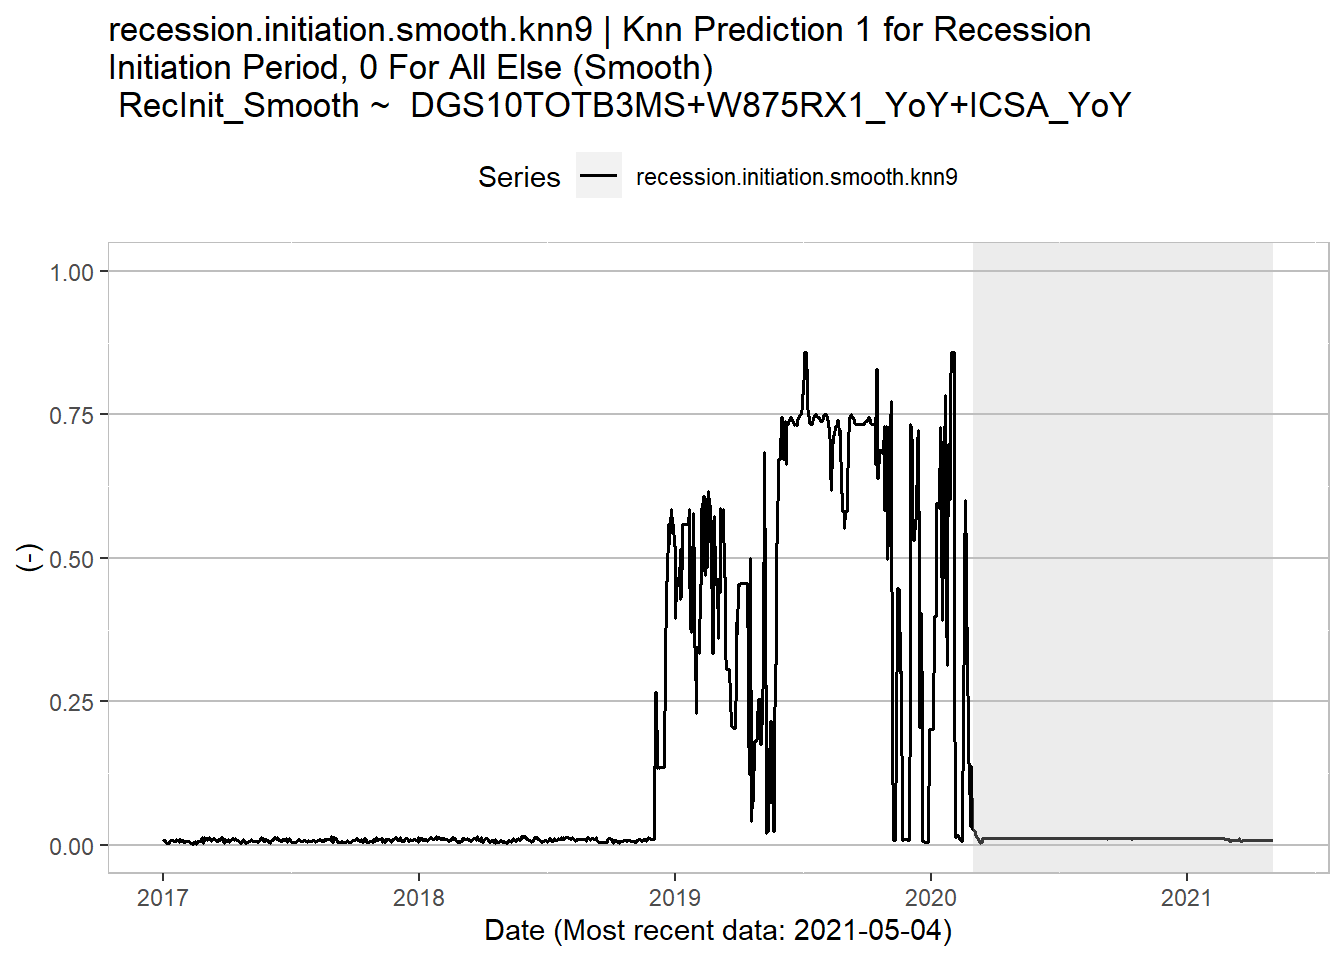 recession.initiation.smooth.knn9 | Knn Prediction 1 for Recession
Initiation Period, 0 For All Else (Smooth)
RecInit_Smooth ~  DGS10TOTB3MS+W875RX1_YoY+ICSA_YoY
Series recession.initiation.smooth.knn9
1.00
0.75
0.50
0.25
0.00
(-)
2017 2018 2019 2020 2021
Date (Most recent data: 2021-05-04)